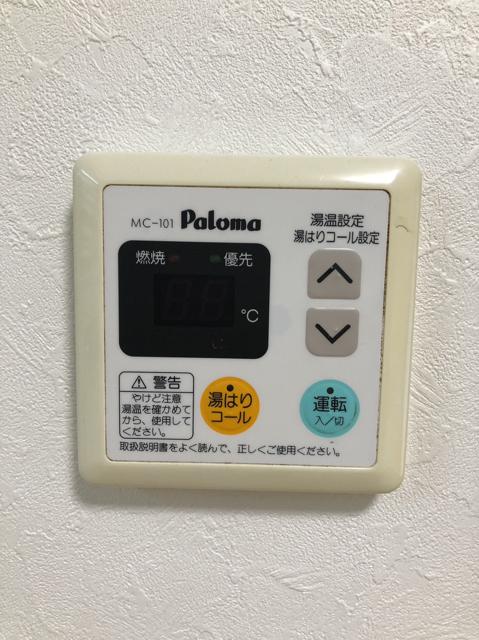 MC-101 Paloma
湯温設定
湯はりコール設定
燃焼 優先
℃
警告
やけど注意
湯温を確かめて
から、使用して
ください。
湯はり
コール
運転
入/切
取扱説明書をよく読んで、正しくご使用ください。